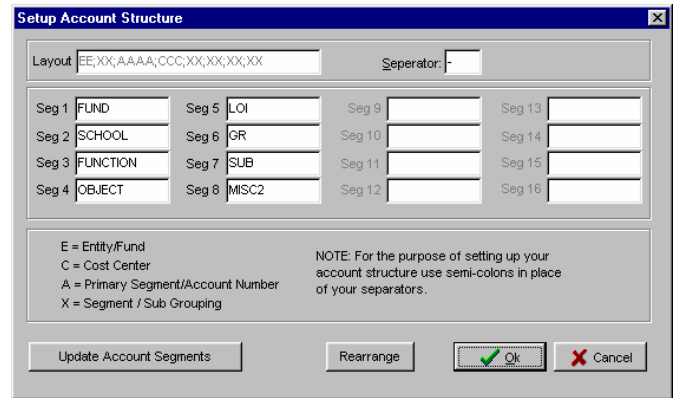 Setup Account Structure
Layout EE;XX;AAAA;CCC;XX;XX;XX;XX Seperator: -
Seg 1 FUND Seg 5 LOI Seg 9 Seg 13
Seg 2 SCHOOL Seg 6 GR Seg 10 Seg 14
Seg 3 FUNCTION Seg 7 SUB Seg 11 Seg 15
Seg 4 OBJECT Seg 8 MISC2 Seg 12 Seg 16
E = Entity/Fund
C = Cost Center
A = Primary Segment/Account Number
X = Segment / Sub Grouping
NOTE: For the purpose of setting up your
account structure use semi-colons in place
of your separators.
Update Account Segments Rearrange Ok Cancel